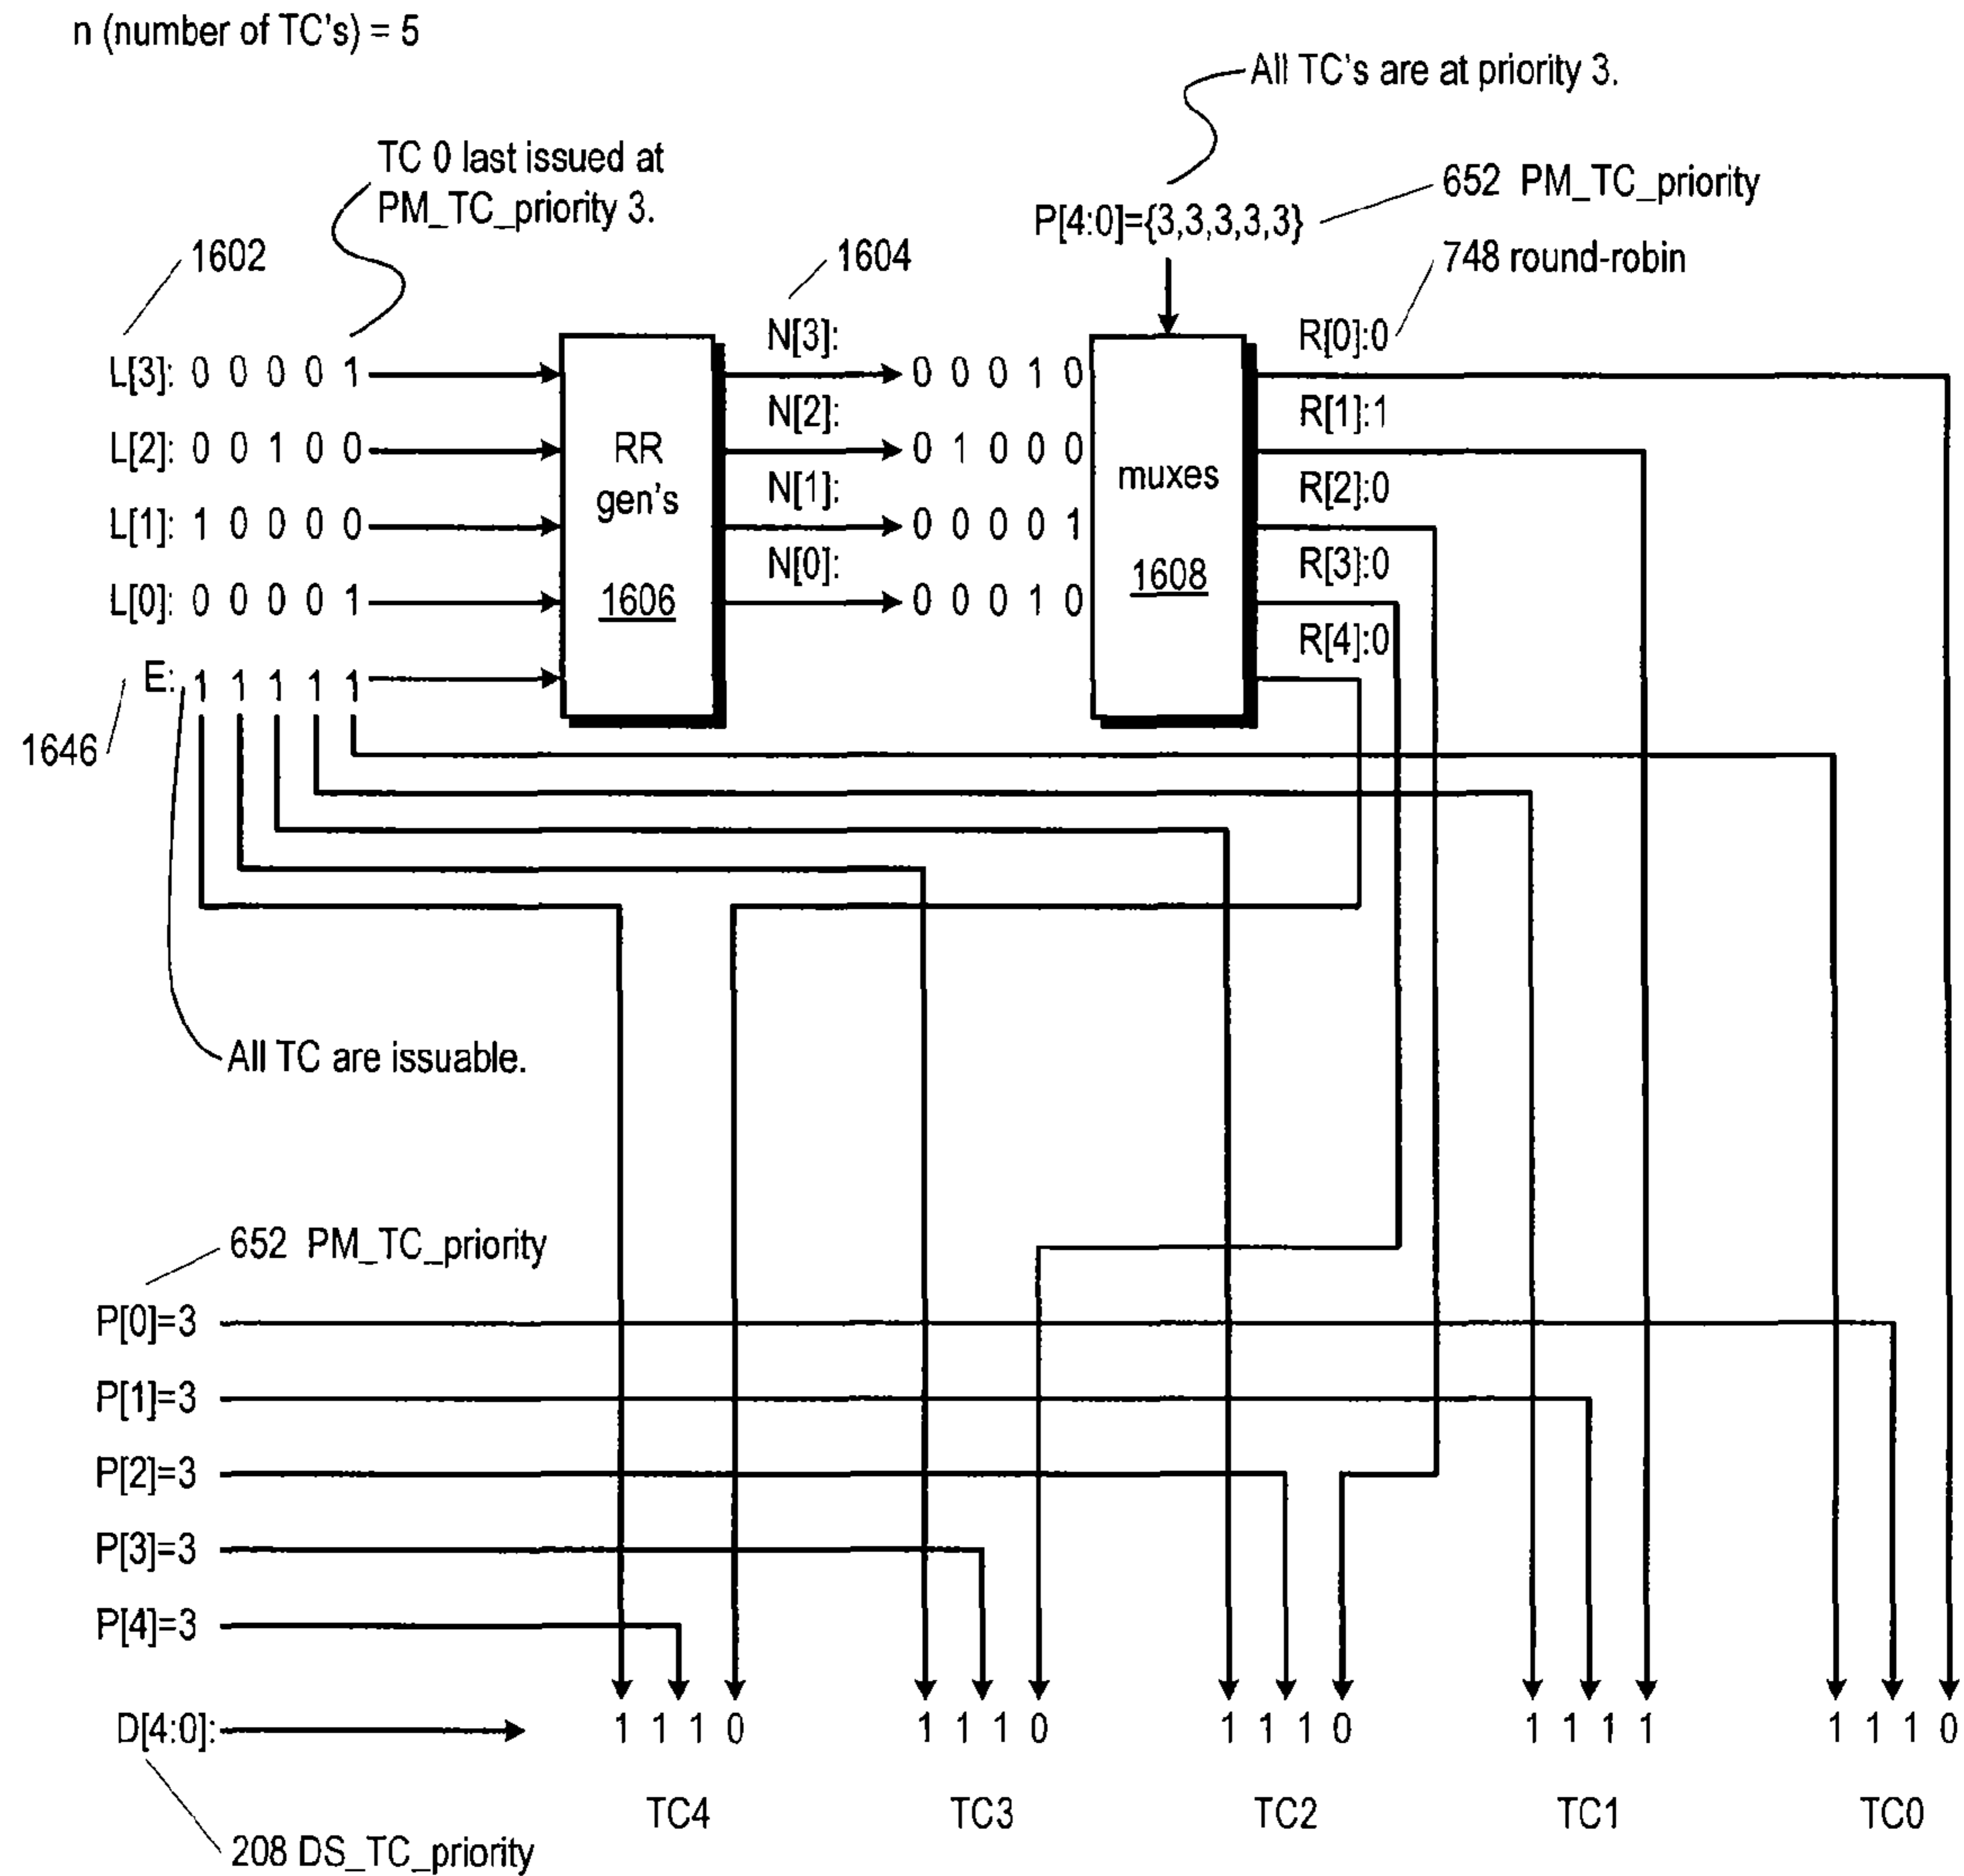 n (number of TC's) = 5
All TC's are at priority 3.
TC 0 last issued at
PM_TC_priority 3.
652 PM_TC_priority
P[4:0]={3,3,3,3,3}
1602
1604
748 round-robin
N[3]:
R[0]:0
L[3]: 0 0 0 0 1
0 0 0 1 0
N[2]:
R[1]:1
L[2]: 0 0 1 0 0
RR
0 1 0 0 0
muxes
gen's
N[1]:
R[2]:0
L[1]: 1 0 0 0 0
0 0 0 0 1
N[0]:
R[3]:0
1608
L[0]: 0 0 0 0 1
1606
0 0 0 1 0
R[4]:0
E: 1 1 1 1 1
1646
All TC are issuable.
652 PM_TC_priority
P[0]=3
P[1]=3
P[2]=3
P[3]=3
P[4]=3
D[4:0]: 1 1 1 0 1 1 1 0 1 1 1 0 1 1 1 1 1 1 1 0
TC4 TC3 TC2 TC1 TC0
208 DS_TC_priority